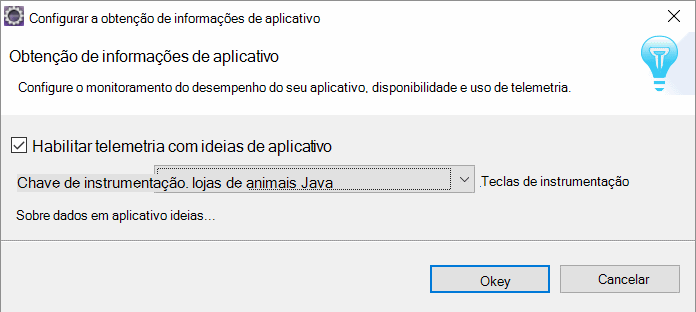 Configurar a obtenção de informações de aplicativo
Obtenção de informações de aplicativo
Configure o monitoramento do desempenho do seu aplicativo, disponibilidade e uso de telemetria.
Habilitar telemetria com ideias de aplicativo
Chave de instrumentação. lojas de animais Java .Teclas de instrumentação
Sobre dados em aplicativo ideias...
Okey Cancelar